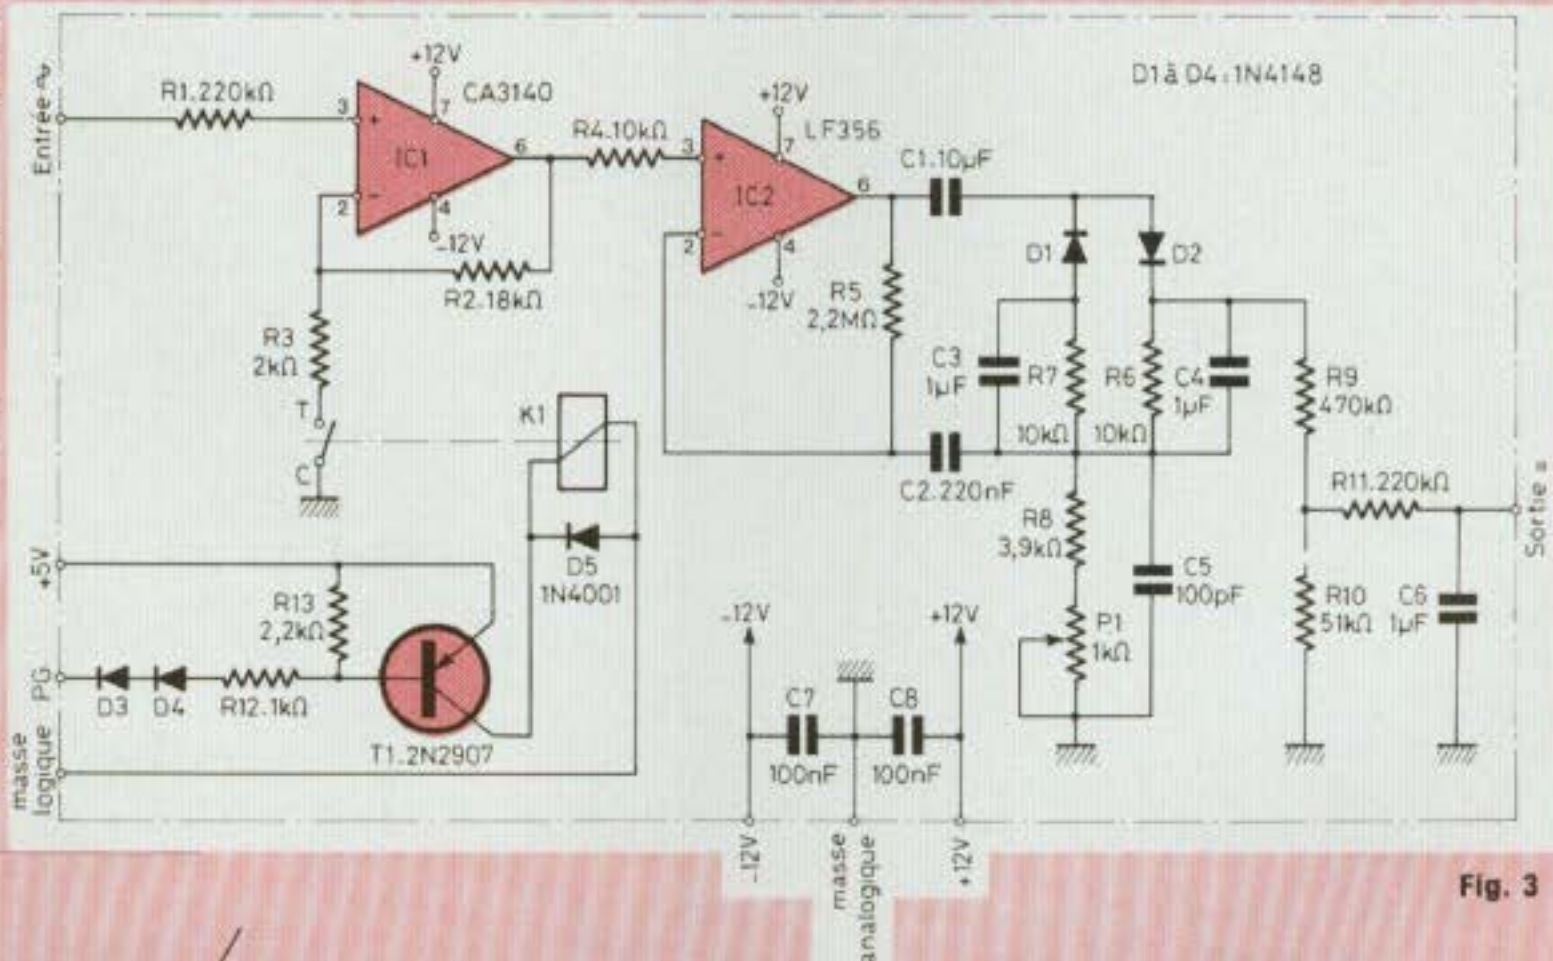 Entrée ~
R1.220kΩ
+12V
CA3140
3
+
7
IC1
6
2
–
4
-12V
R2.18kΩ
R3
2kΩ
T
C
R4.10kΩ
+12V
LF356
3
+
7
IC2
6
2
–
4
-12V
R5
2,2MΩ
C1.10µF
D1 à D4 : 1N4148
D1
D2
C3
1µF
R7
10kΩ
R6
10kΩ
C4
1µF
R9
470kΩ
C2.220nF
R8
3,9kΩ
P1
1kΩ
C5
100pF
R11.220kΩ
R10
51kΩ
C6
1µF
Sortie =
K1
D5
1N4001
+5V
R13
2,2kΩ
PG
D3
D4
R12.1kΩ
T1.2N2907
masse
logique
-12V
+12V
C7
100nF
C8
100nF
-12V
masse
analogique
+12V
Fig. 3